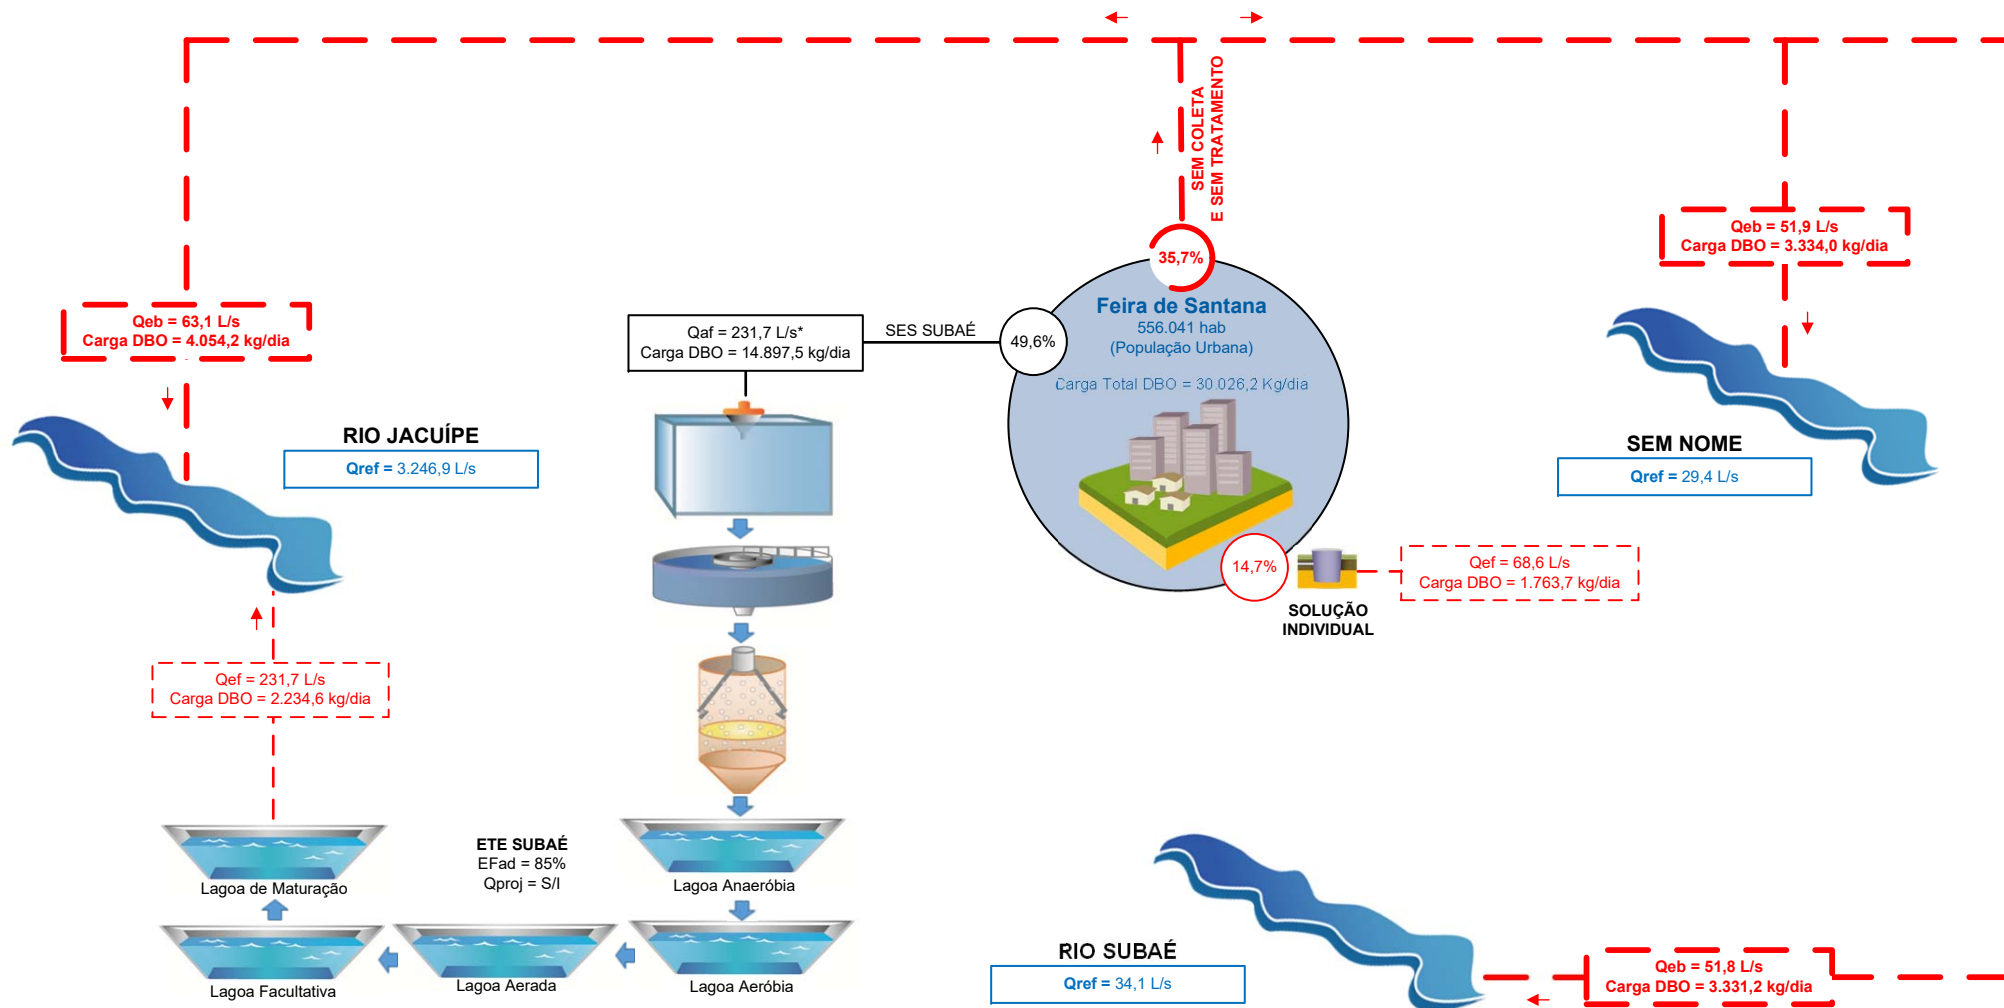 SEM COLETA
E SEM TRATAMENTO
35,7%
Feira de Santana
556.041 hab
(População Urbana)
Carga Total DBO = 30.026,2 Kg/dia
49,6%
SES SUBAÉ
Qaf = 231,7 L/s*
Carga DBO = 14.897,5 kg/dia
Qeb = 63,1 L/s
Carga DBO = 4.054,2 kg/dia
RIO JACUÍPE
Qref = 3.246,9 L/s
Qeb = 51,9 L/s
Carga DBO = 3.334,0 kg/dia
SEM NOME
Qref = 29,4 L/s
14,7%
SOLUÇÃO
INDIVIDUAL
Qef = 68,6 L/s
Carga DBO = 1.763,7 kg/dia
Qef = 231,7 L/s
Carga DBO = 2.234,6 kg/dia
ETE SUBAÉ
EFad = 85%
Qproj = S/I
Lagoa de Maturação
Lagoa Anaeróbia
Lagoa Facultativa
Lagoa Aerada
Lagoa Aeróbia
RIO SUBAÉ
Qref = 34,1 L/s
Qeb = 51,8 L/s
Carga DBO = 3.331,2 kg/dia